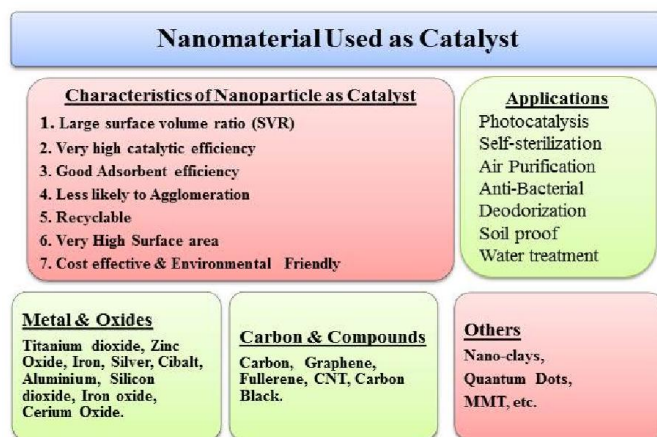 Nanomaterial Used as Catalyst
Characteristics of Nanoparticle as Catalyst
1. Large surface volume ratio (SVR)
2. Very high catalytic efficiency
3. Good Adsorbent efficiency
4. Less likely to Agglomeration
5. Recyclable
6. Very High Surface area
7. Cost effective & Environmental Friendly
Applications
Photocatalysis
Self-sterilization
Air Purification
Anti-Bacterial
Deodorization
Soil proof
Water treatment
Metal & Oxides
Titanium dioxide, Zinc
Oxide, Iron, Silver, Cibalt,
Aluminium, Silicon
dioxide, Iron oxide,
Cerium Oxide.
Carbon & Compounds
Carbon, Graphene,
Fullerene, CNT, Carbon
Black.
Others
Nano-clays,
Quantum Dots,
MMT, etc.